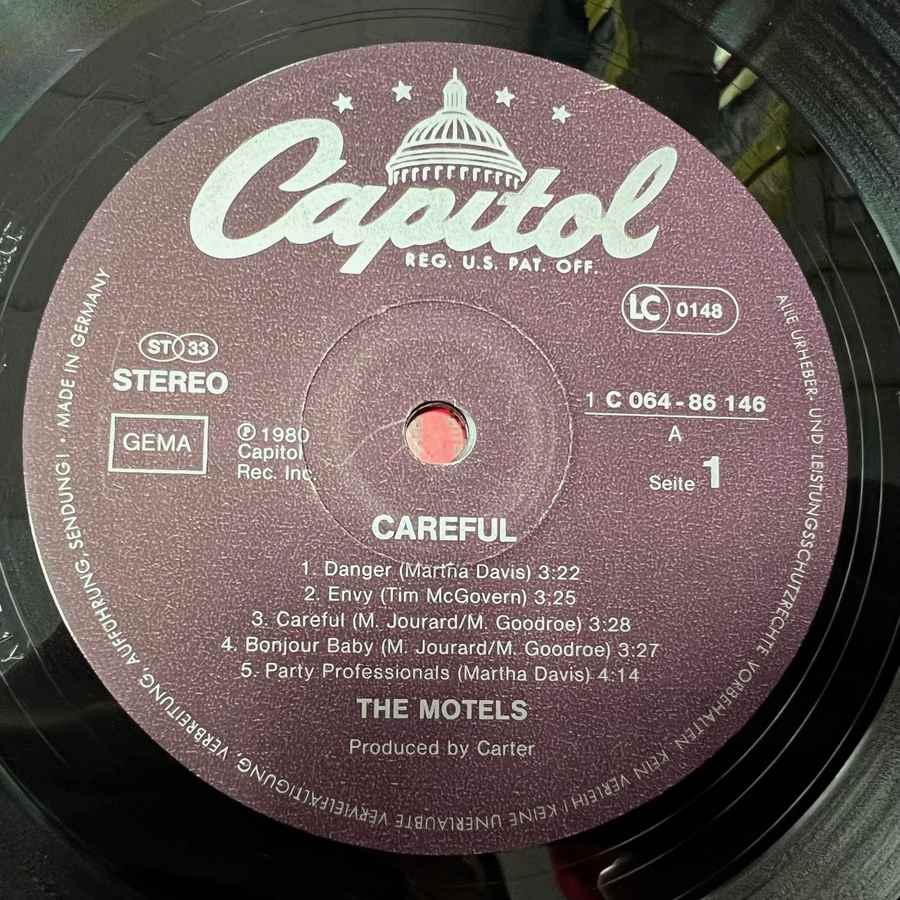 Capitol
REG. U.S. PAT. OFF.
LC 0148
ST 33
STEREO
GEMA
℗ 1980
Capitol
Rec. Inc.
1 C 064-86 146
A
Seite 1
CAREFUL
1. Danger (Martha Davis) 3:22
2. Envy (Tim McGovern) 3:25
3. Careful (M. Jourard/M. Goodroe) 3:28
4. Bonjour Baby (M. Jourard/M. Goodroe) 3:27
5. Party Professionals (Martha Davis) 4:14
THE MOTELS
Produced by Carter
ALLE URHEBER- UND LEISTUNGSSCHUTZRECHTE VORBEHALTEN. KEIN VERLEIH! KEINE UNERLAUBTE VERVIELFÄLTIGUNG, VERBREITUNG, AUFFÜHRUNG, SENDUNG! • MADE IN GERMANY